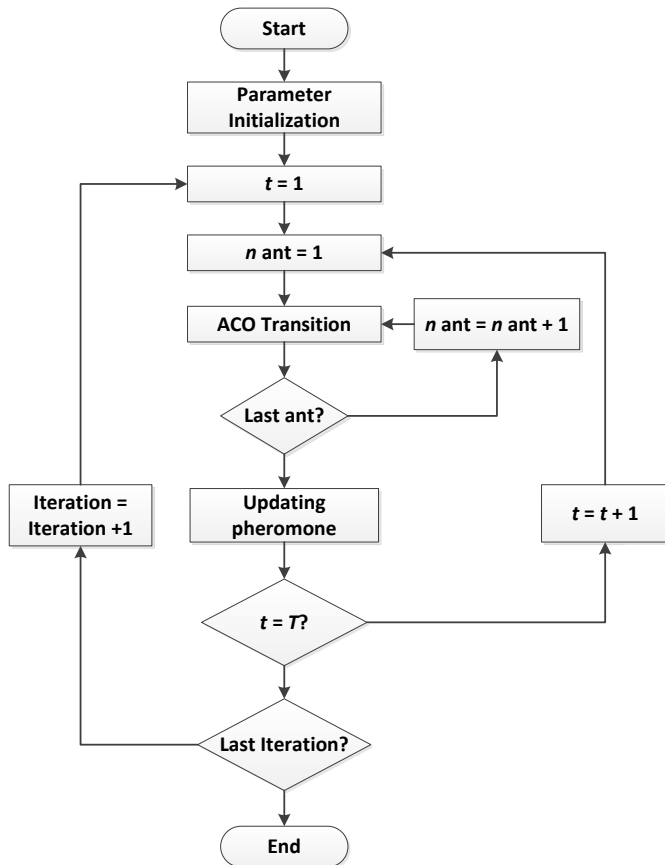 Start
Parameter
Initialization
t = 1
n ant = 1
ACO Transition
n ant = n ant + 1
Last ant?
Iteration =
Iteration +1
Updating
pheromone
t = t + 1
t = T?
Last Iteration?
End